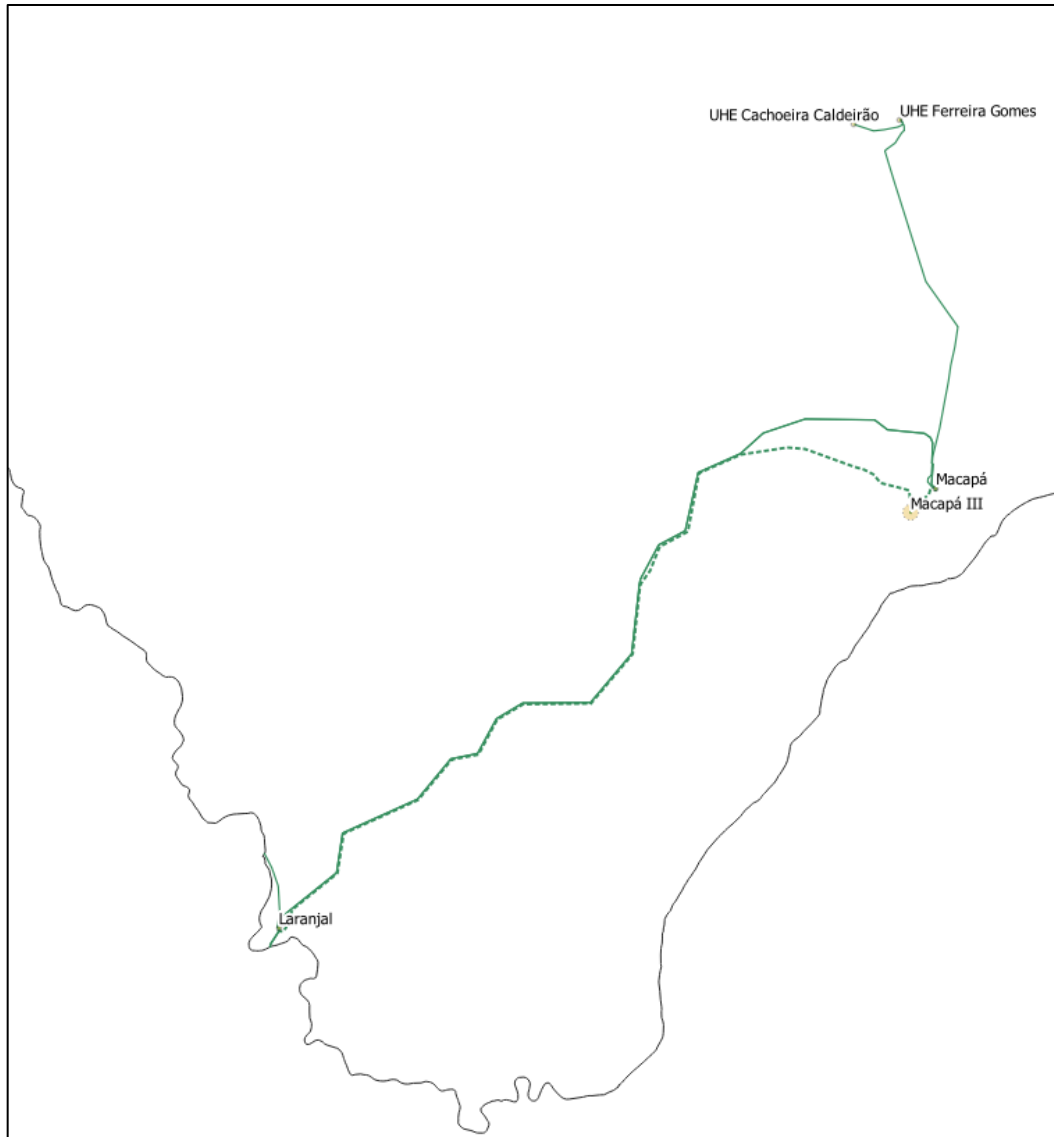 UHE Cachoeira Caldeirão
UHE Ferreira Gomes
Macapá
Macapá III
Laranjal